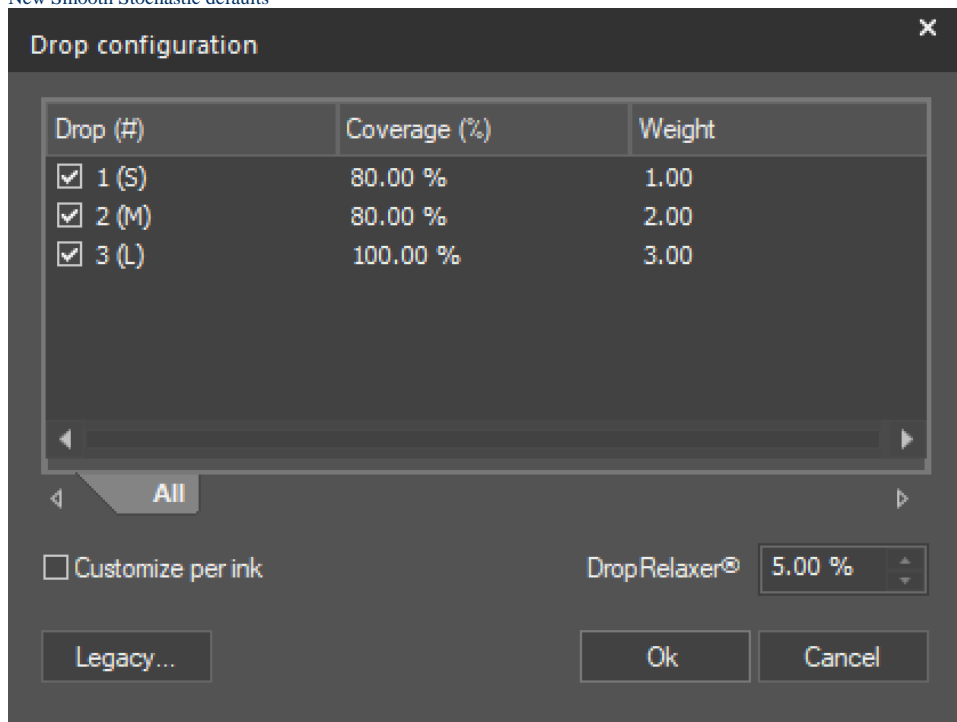 New Smooth Stochastic defaults
Drop configuration ×
Drop (#) Coverage (%) Weight
1 (S) 80.00 % 1.00
2 (M) 80.00 % 2.00
3 (L) 100.00 % 3.00
All
Customize per ink DropRelaxer® 5.00 %
Legacy... Ok Cancel